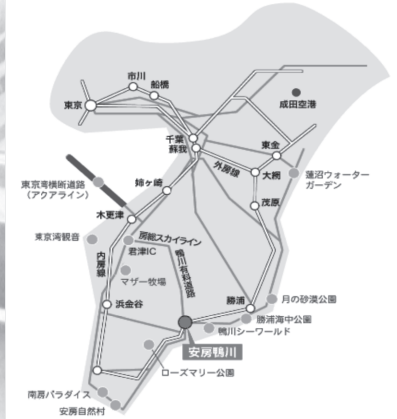 市川
船橋
東京
成田空港
千葉
蘇我
東金
外房線
大網
蓮沼ウォーター
ガーデン
姉ヶ崎
東京湾横断道路
(アクアライン)
茂原
木更津
東京湾観音
房総スカイライン
君津IC
鴨川有料道路
内房線
マザー牧場
月の砂漠公園
浜金谷
勝浦
勝浦海中公園
鴨川シーワールド
安房鴨川
ローズマリー公園
南房パラダイス
安房自然村